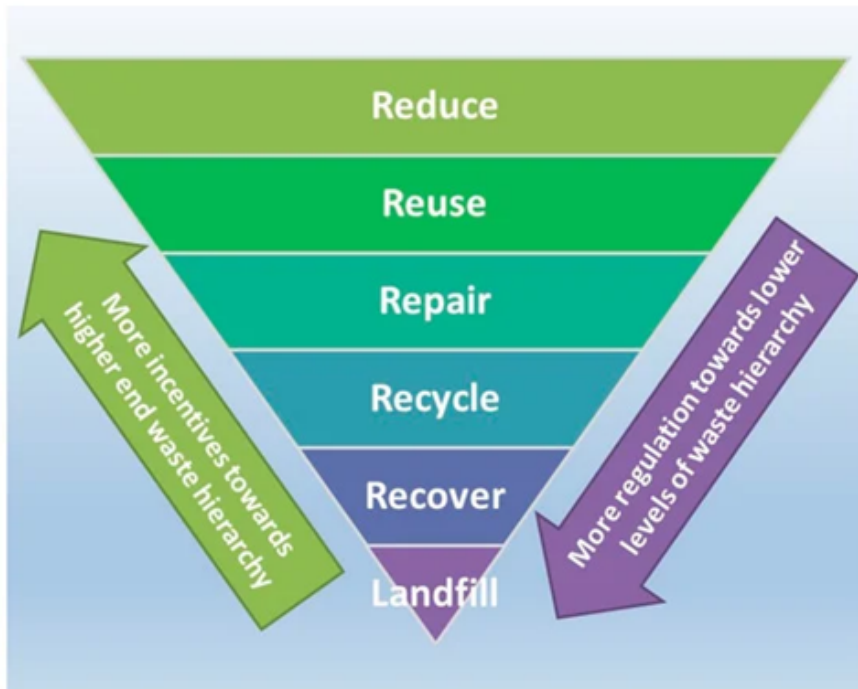 Reduce
Reuse
Repair
Recycle
Recover
Landfill
More incentives towards
higher end waste hierarchy
More regulation towards lower
levels of waste hierarchy